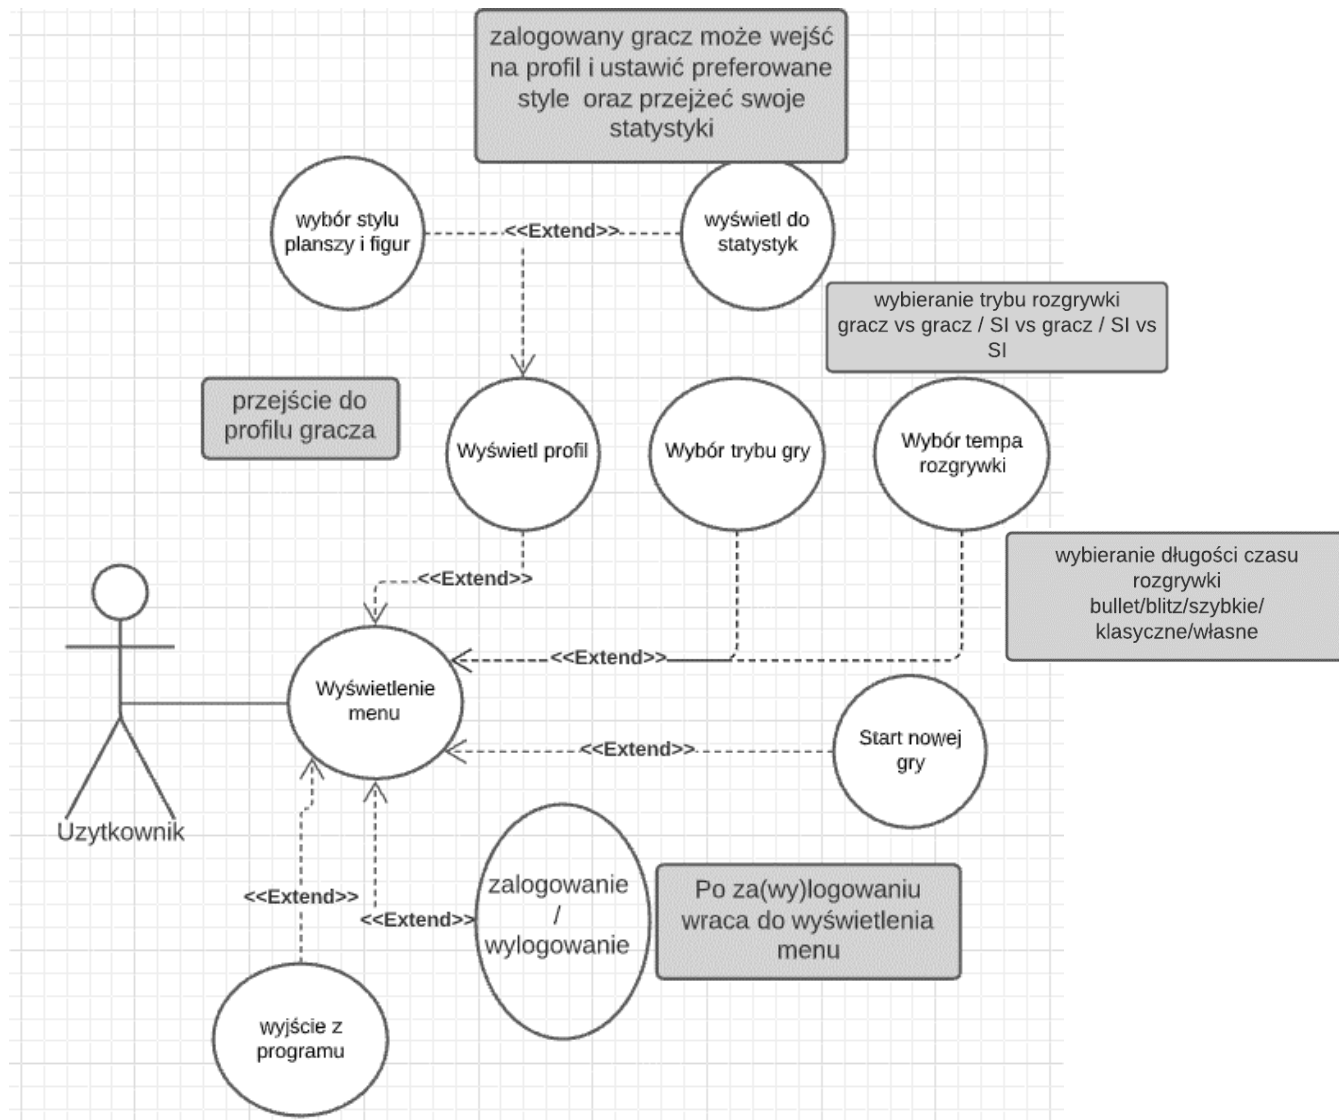 zalogowany gracz może wejść
na profil i ustawić preferowane
style oraz przejżeć swoje
statystyki
wybór stylu
planszy i figur
<<Extend>>
wyświetl do
statystyk
wybieranie trybu rozgrywki
gracz vs gracz / SI vs gracz / SI vs
SI
przejście do
profilu gracza
Wyświetl profil
Wybór trybu gry
Wybór tempa
rozgrywki
wybieranie długości czasu
rozgrywki
bullet/blitz/szybkie/
klasyczne/własne
<<Extend>>
<<Extend>>
Wyświetlenie
menu
<<Extend>>
Start nowej
gry
Uzytkownik
<<Extend>>
<<Extend>>
zalogowanie
/
wylogowanie
Po za(wy)logowaniu
wraca do wyświetlenia
menu
wyjście z
programu